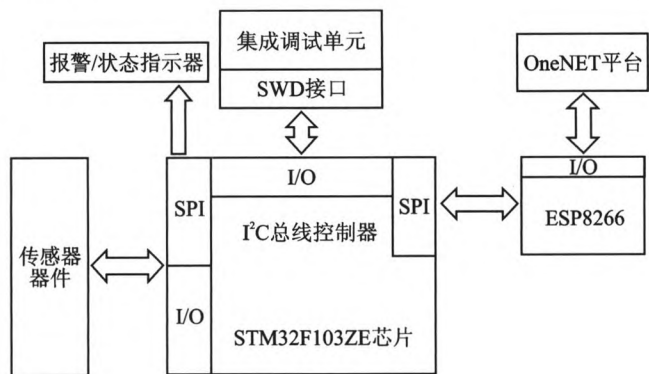 集成调试单元
报警/状态指示器
OneNET平台
SWD接口
I/O
I/O
SPI
SPI
ESP8266
I²C总线控制器
传感器
器件
I/O
STM32F103ZE芯片